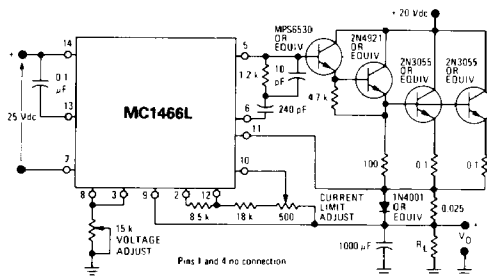 + 20 Vdc
MPS6530
OR
EQUIV
2N4921
OR
EQUIV
2N3055
OR
EQUIV
2N3055
OR
EQUIV
+
14
0.1
µF
13
25 Vdc
7
MC1466L
5
1.2 k
10
pF
240 pF
6
11
10
4.7 k
100
0.1
0.1
8
3
9
2
12
15 k
VOLTAGE
ADJUST
8.5 k
18 k
500
CURRENT
LIMIT
ADJUST
1N4001
OR
EQUIV
0.025
+
1000 µF
RL
VO
Pins 1 and 4 no connection